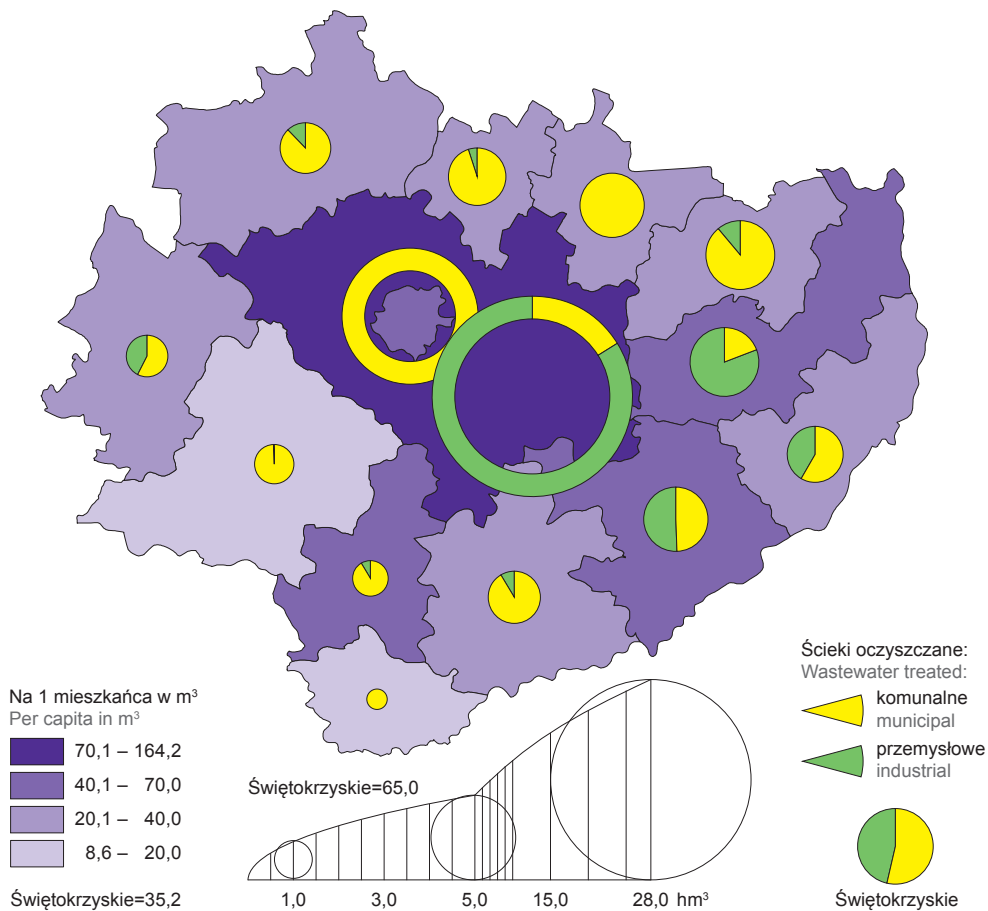 Na 1 mieszkańca w m³
Per capita in m³
70,1 – 164,2
40,1 – 70,0
20,1 – 40,0
8,6 – 20,0
Świętokrzyskie=35,2
Świętokrzyskie=65,0
1,0 3,0 5,0 15,0 28,0 hm³
Ścieki oczyszczane:
Wastewater treated:
komunalne
municipal
przemysłowe
industrial
Świętokrzyskie